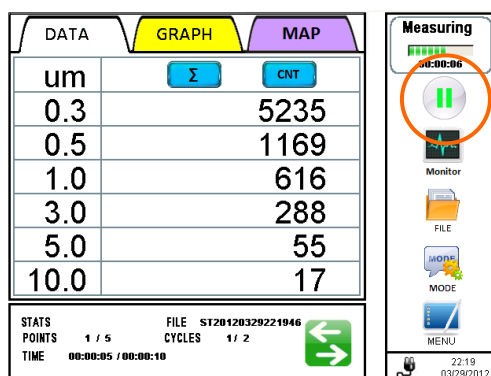 DATA GRAPH MAP
um Σ CNT
0.3 5235
0.5 1169
1.0 616
3.0 288
5.0 55
10.0 17
STATS FILE ST20120329221946
POINTS 1 / 5 CYCLES 1/ 2
TIME 00:00:05 / 00:00:10
Measuring
00:00:06
Monitor
FILE
MODE
MODE
MENU
22:19
03/29/2012